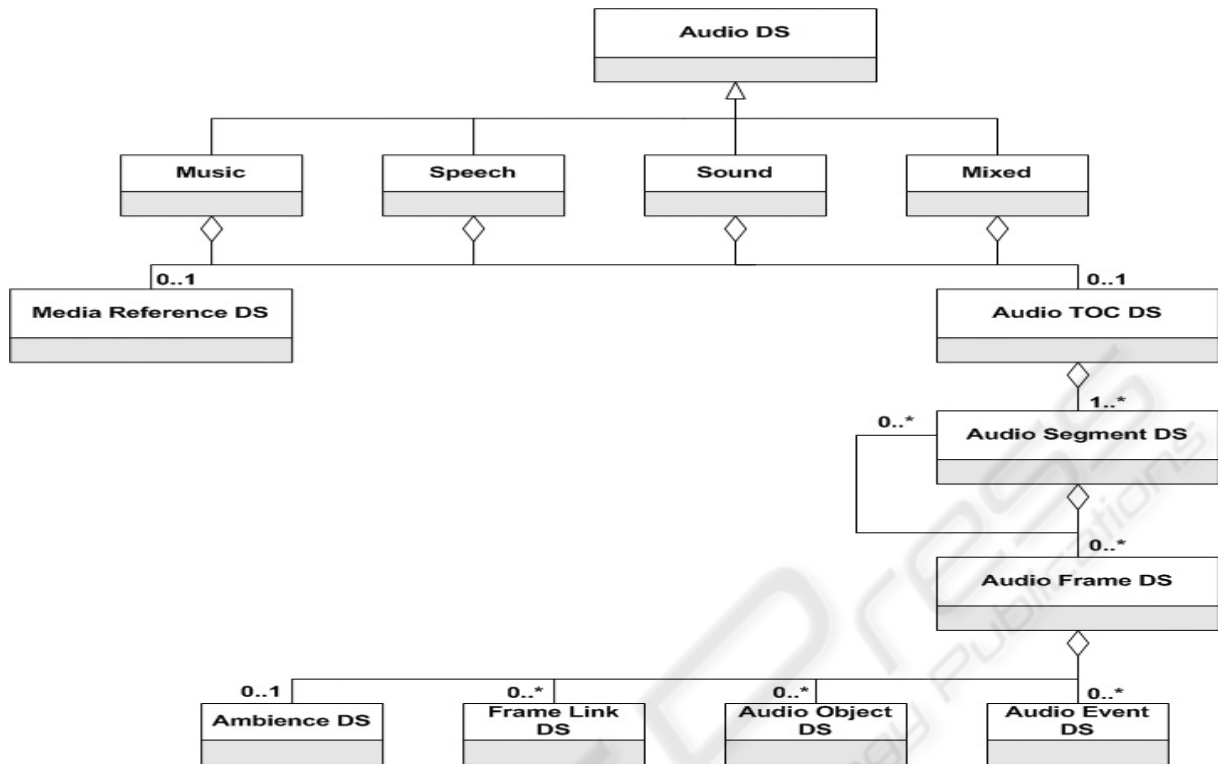 Audio DS
Music
Speech
Sound
Mixed
0..1
0..1
Media Reference DS
Audio TOC DS
1..*
0..*
Audio Segment DS
0..*
Audio Frame DS
0..1
0..*
0..*
0..*
Ambience DS
Frame Link
DS
Audio Object
DS
Audio Event
DS
Press
Publications